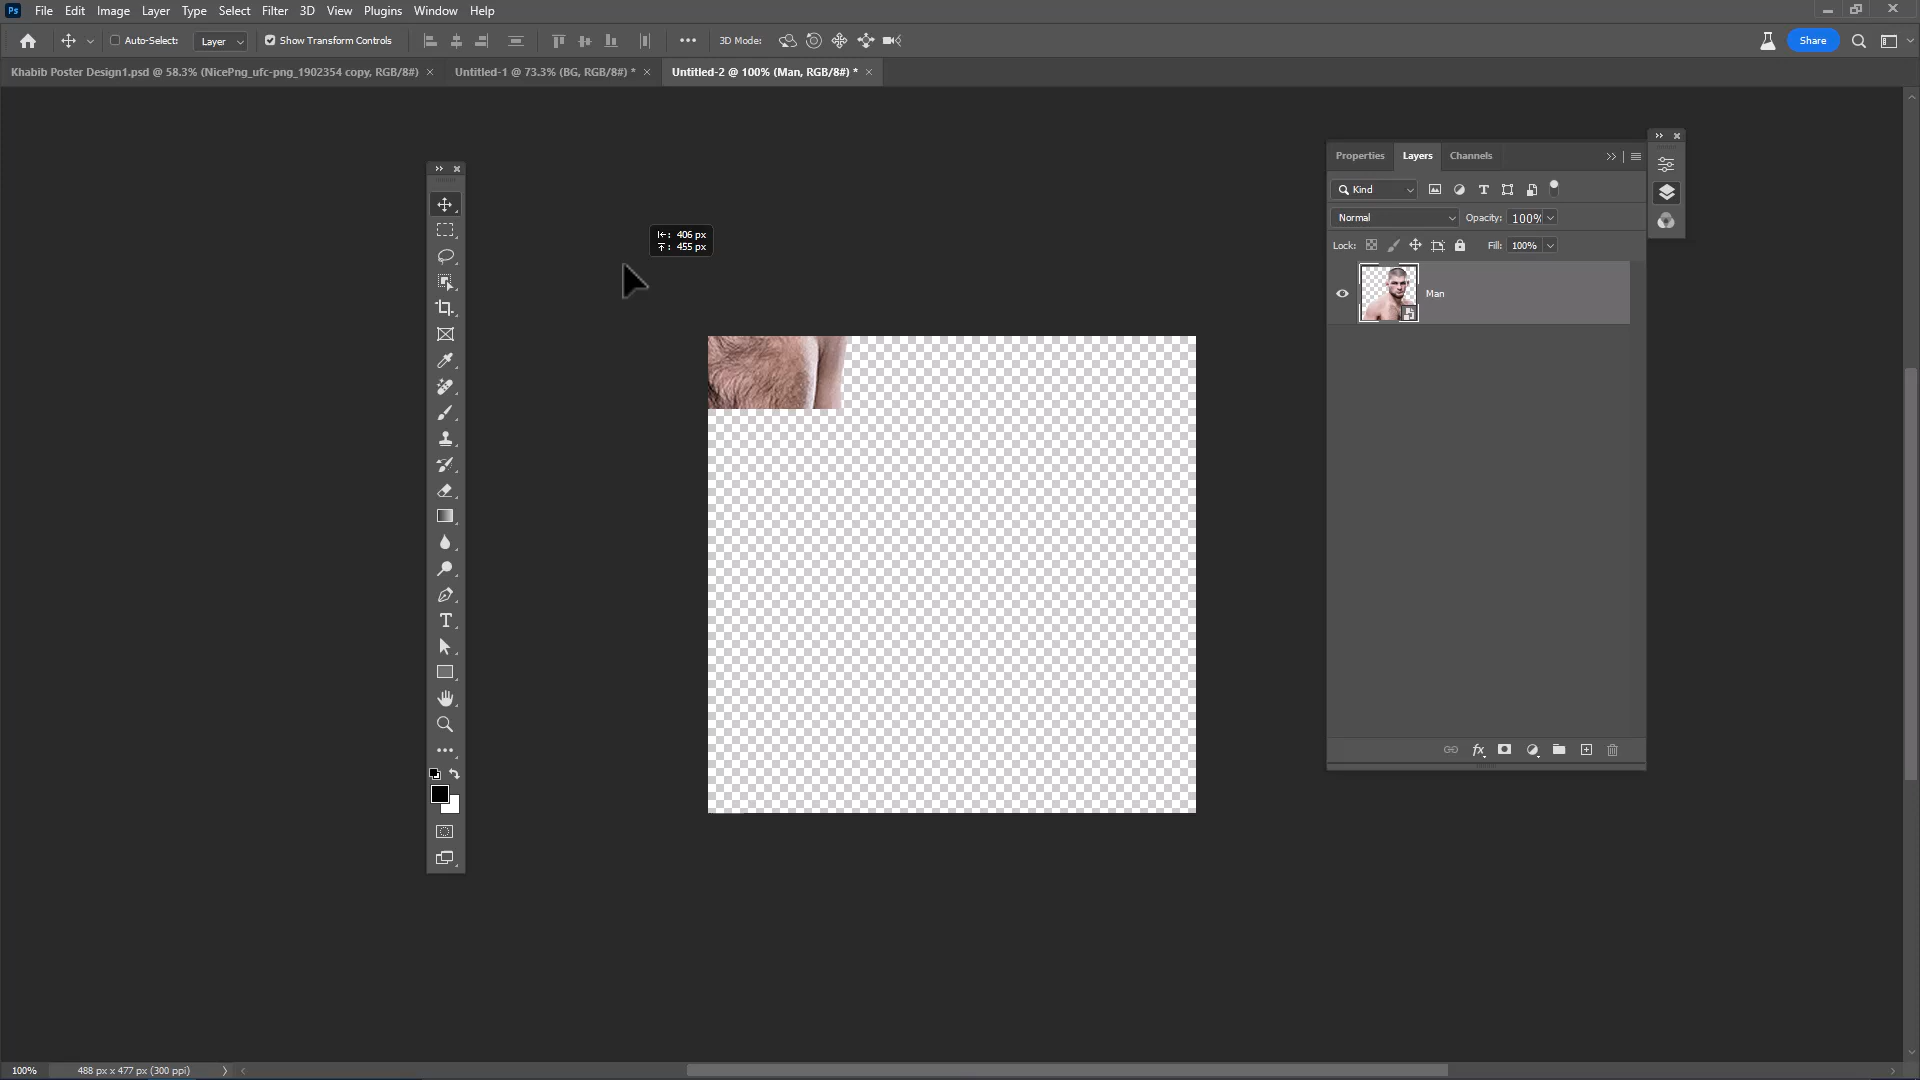 Ps File Edit Image Layer Type Select Filter 3D View Plugins Window Help
Auto-Select: Layer Show Transform Controls 3D Mode: Share
Khabib Poster Design1.psd @ 58.3% (NicePng_ufc-png_1902354 copy, RGB/8#) × Untitled-1 @ 73.3% (BG, RGB/8#) * × Untitled-2 @ 100% (Man, RGB/8#) * ×
Properties Layers Channels
Kind
Normal Opacity: 100%
Lock: Fill: 100%
Man
406 px
455 px
100% 488 px x 477 px (300 ppi)